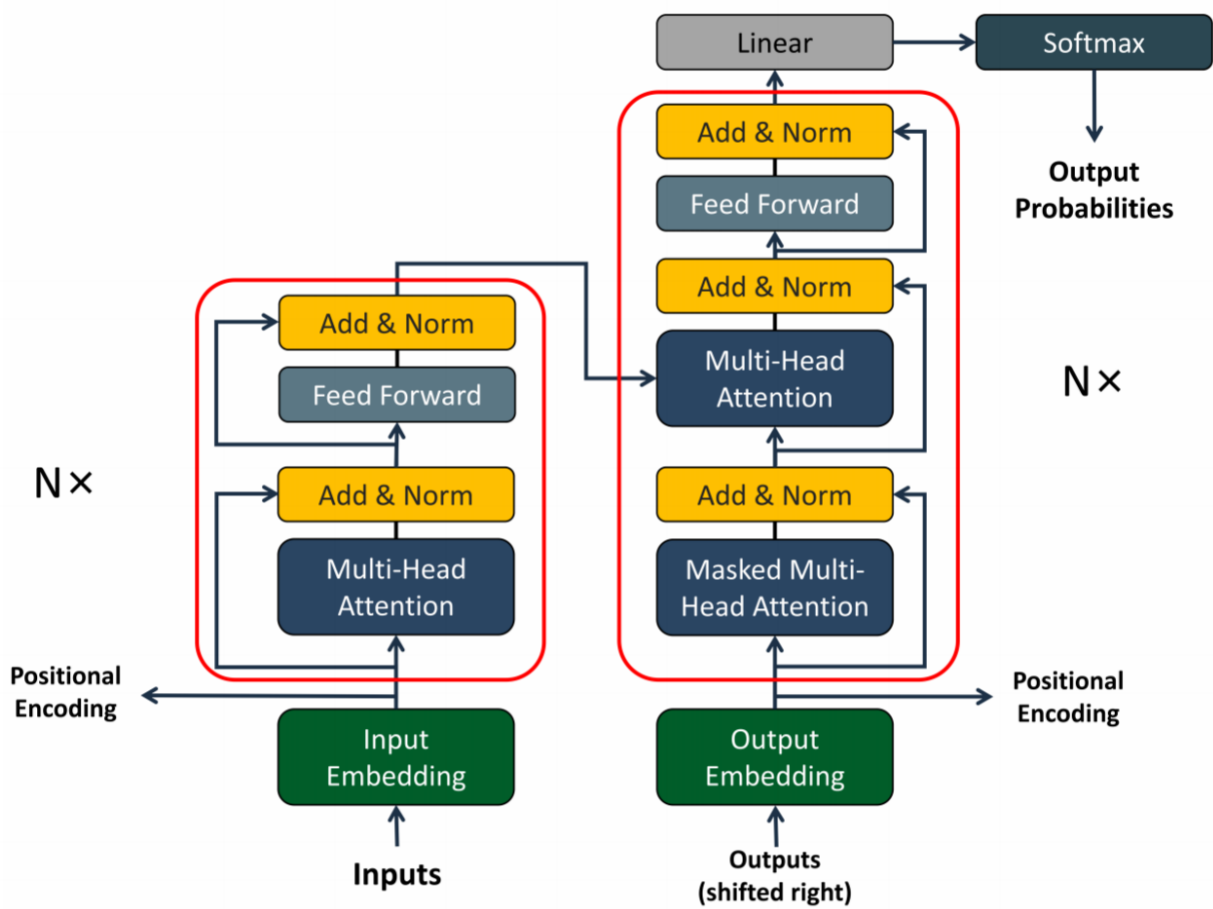 Linear
Softmax
Add & Norm
Feed Forward
Output
Probabilities
Add & Norm
Multi-Head
Attention
N×
Add & Norm
Masked Multi-
Head Attention
Positional
Encoding
Output
Embedding
Outputs
(shifted right)
Add & Norm
Feed Forward
N×
Add & Norm
Multi-Head
Attention
Positional
Encoding
Input
Embedding
Inputs